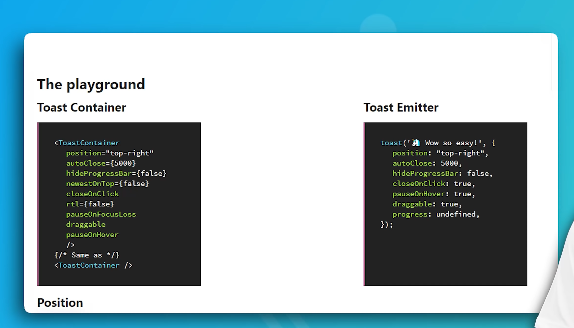 The playground
Toast Container
<ToastContainer
position="top-right"
autoClose={5000}
hideProgressBar={false}
newestOnTop={false}
closeOnClick
rtl={false}
pauseOnFocusLoss
draggable
pauseOnHover
/>
{/* Same as */}
<ToastContainer />
Toast Emitter
toast('🦄 Wow so easy!', {
position: "top-right",
autoClose: 5000,
hideProgressBar: false,
closeOnClick: true,
pauseOnHover: true,
draggable: true,
progress: undefined,
});
Position